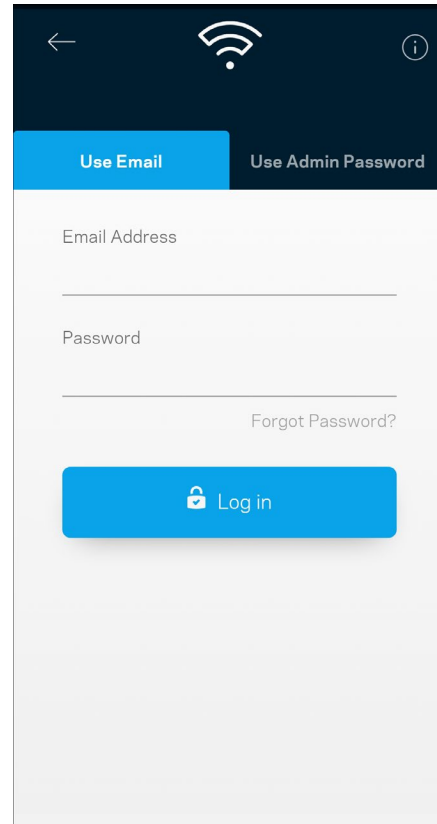 Use Email
Use Admin Password
Email Address
Password
Forgot Password?
Log in